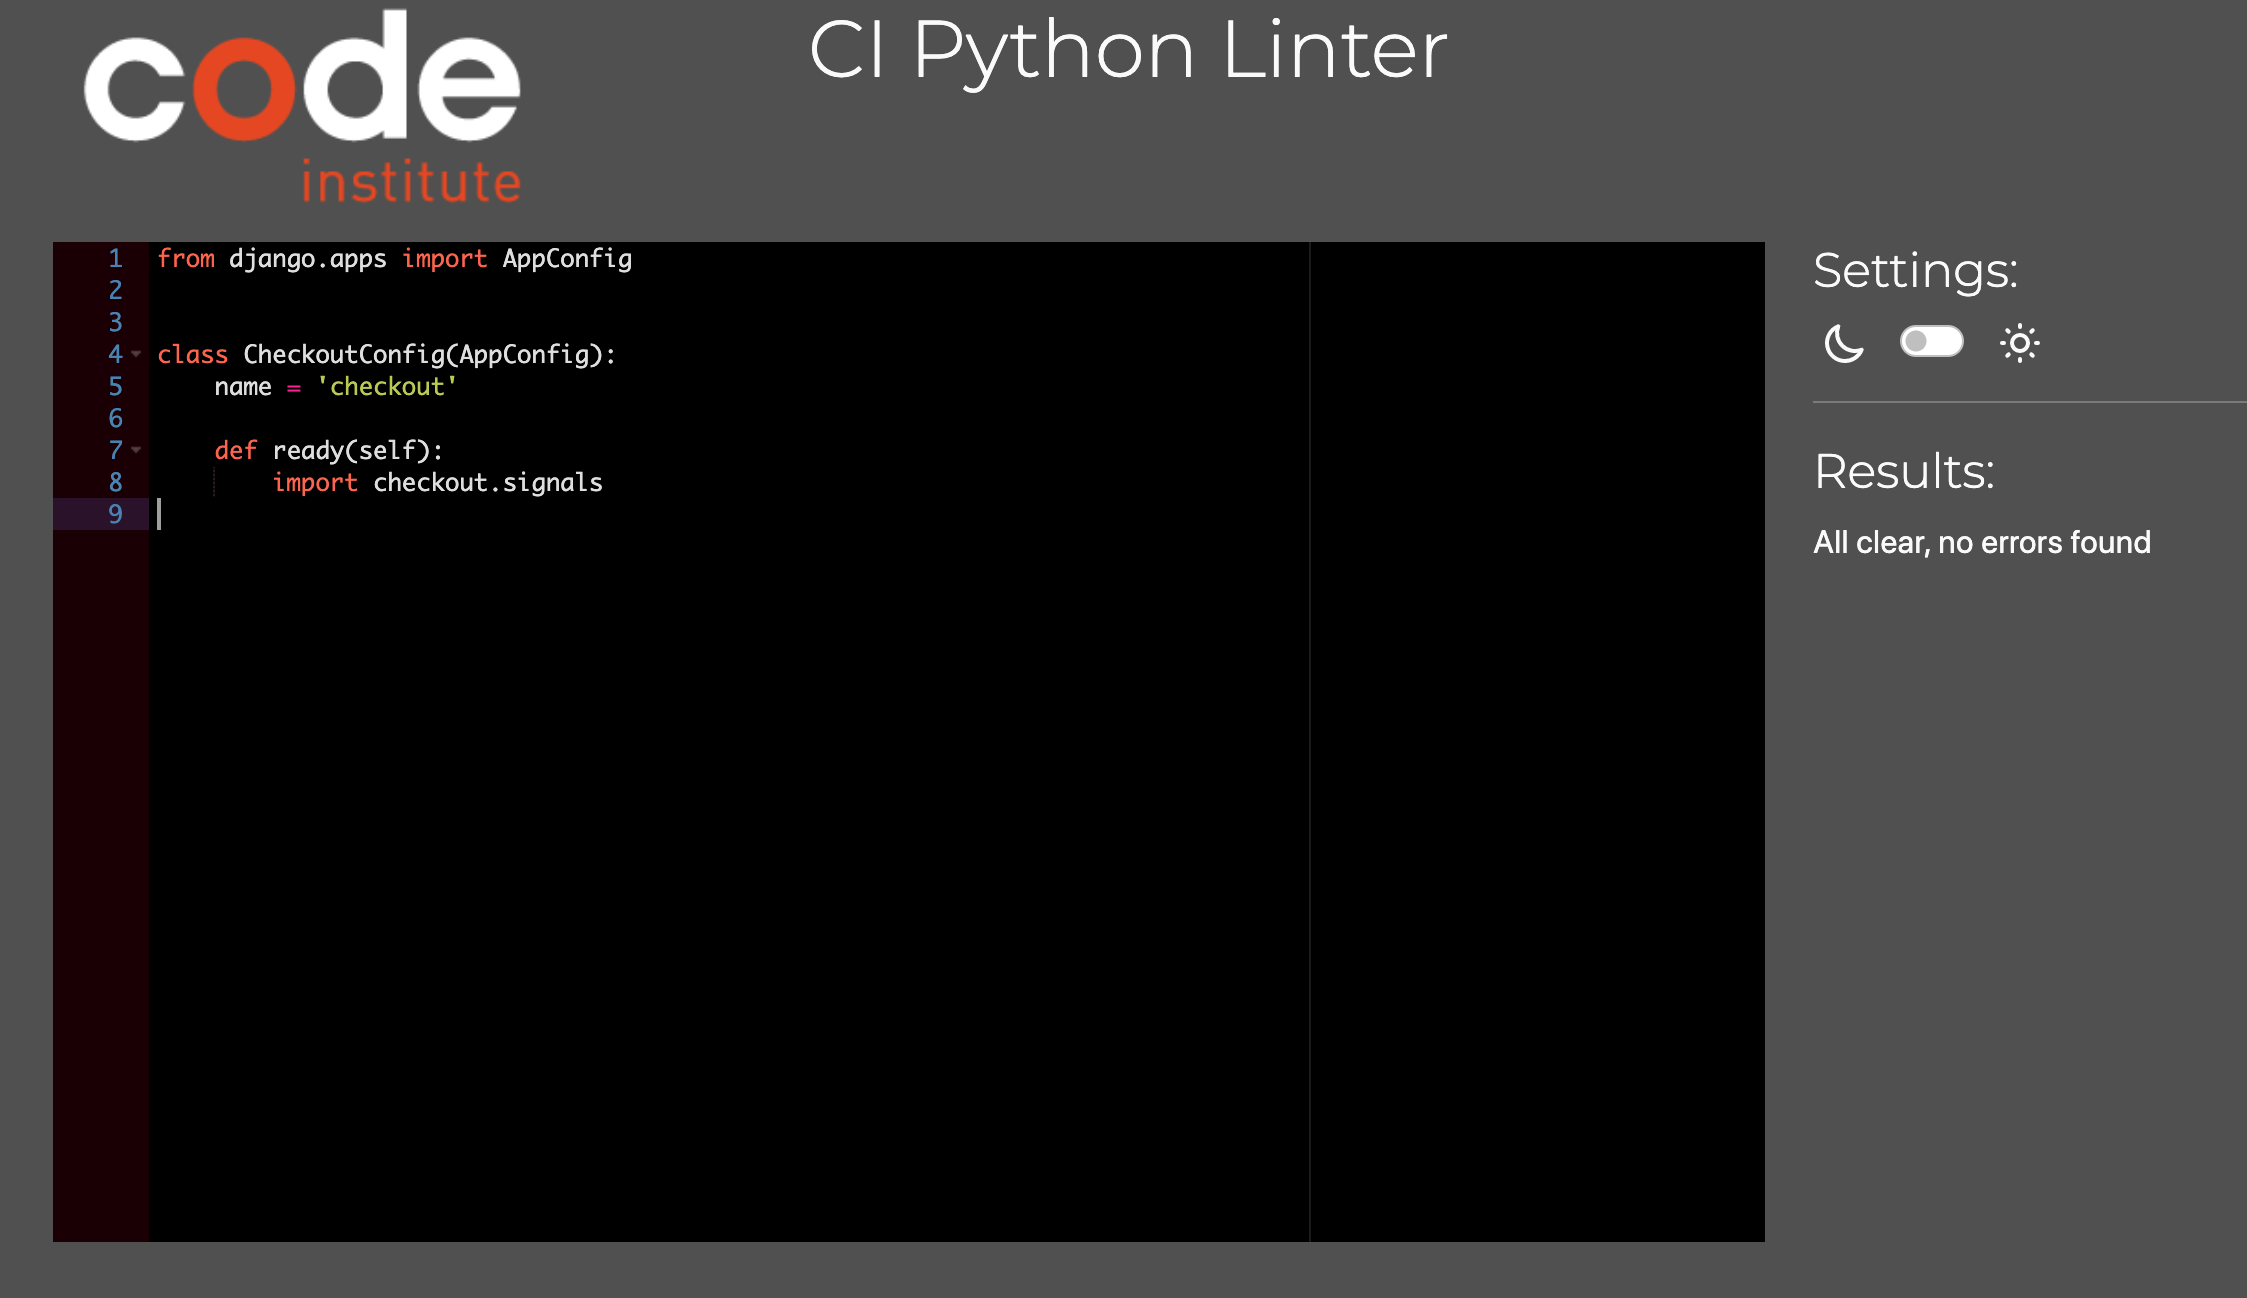 code
institute
CI Python Linter
1 from django.apps import AppConfig
2
3
4 class CheckoutConfig(AppConfig):
5     name = 'checkout'
6
7     def ready(self):
8         import checkout.signals
9
Settings:
Results:
All clear, no errors found